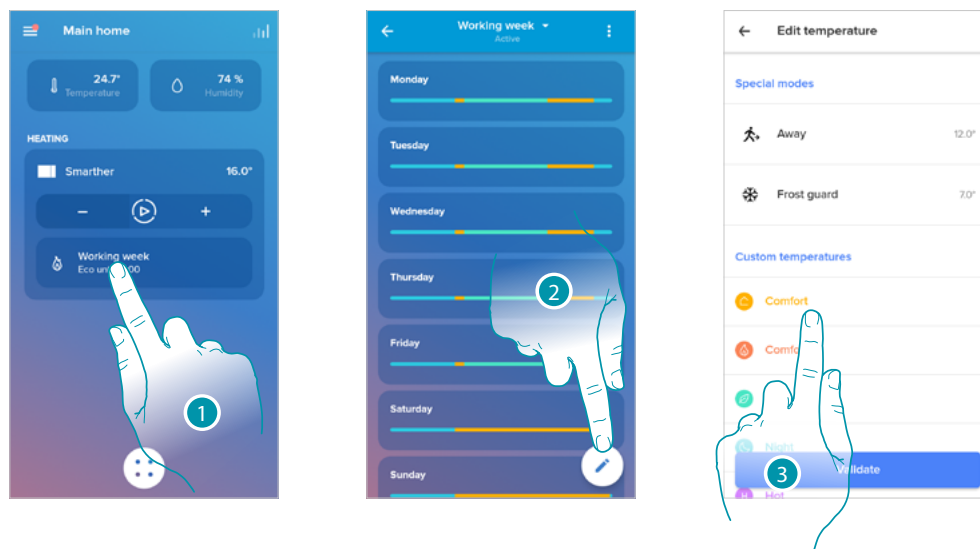 Main home
24.7°
Temperature
74 %
Humidity
HEATING
Smarther
16.0°
−
+
Working week
1
Working week
Active
Monday
Tuesday
Wednesday
Thursday
Friday
Saturday
Sunday
2
Edit temperature
Special modes
Away
12.0°
Frost guard
7.0°
Custom temperatures
Comfort
Night
Validate
Hot
H
3